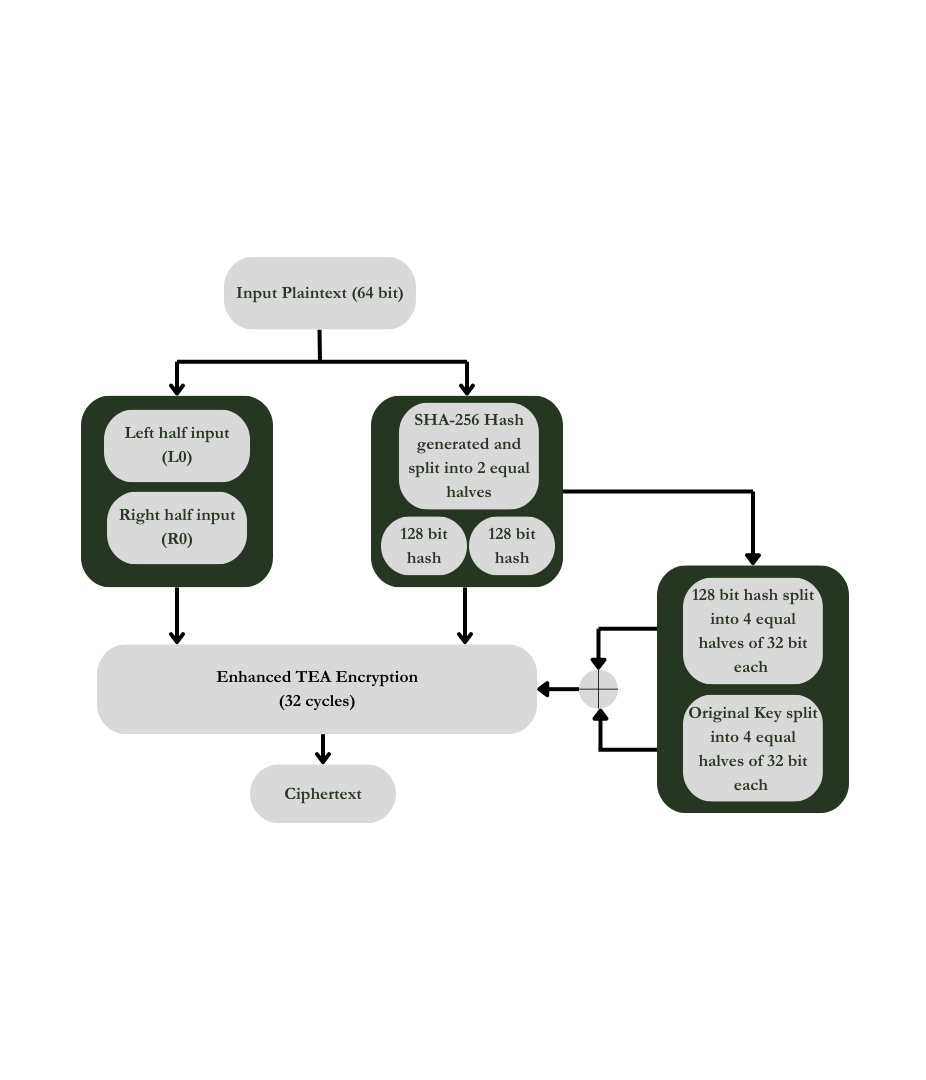 Input Plaintext (64 bit)
Left half input
(L0)
Right half input
(R0)
SHA-256 Hash
generated and
split into 2 equal
halves
128 bit
hash
128 bit
hash
128 bit hash split
into 4 equal
halves of 32 bit
each
Original Key split
into 4 equal
halves of 32 bit
each
Enhanced TEA Encryption
(32 cycles)
Ciphertext